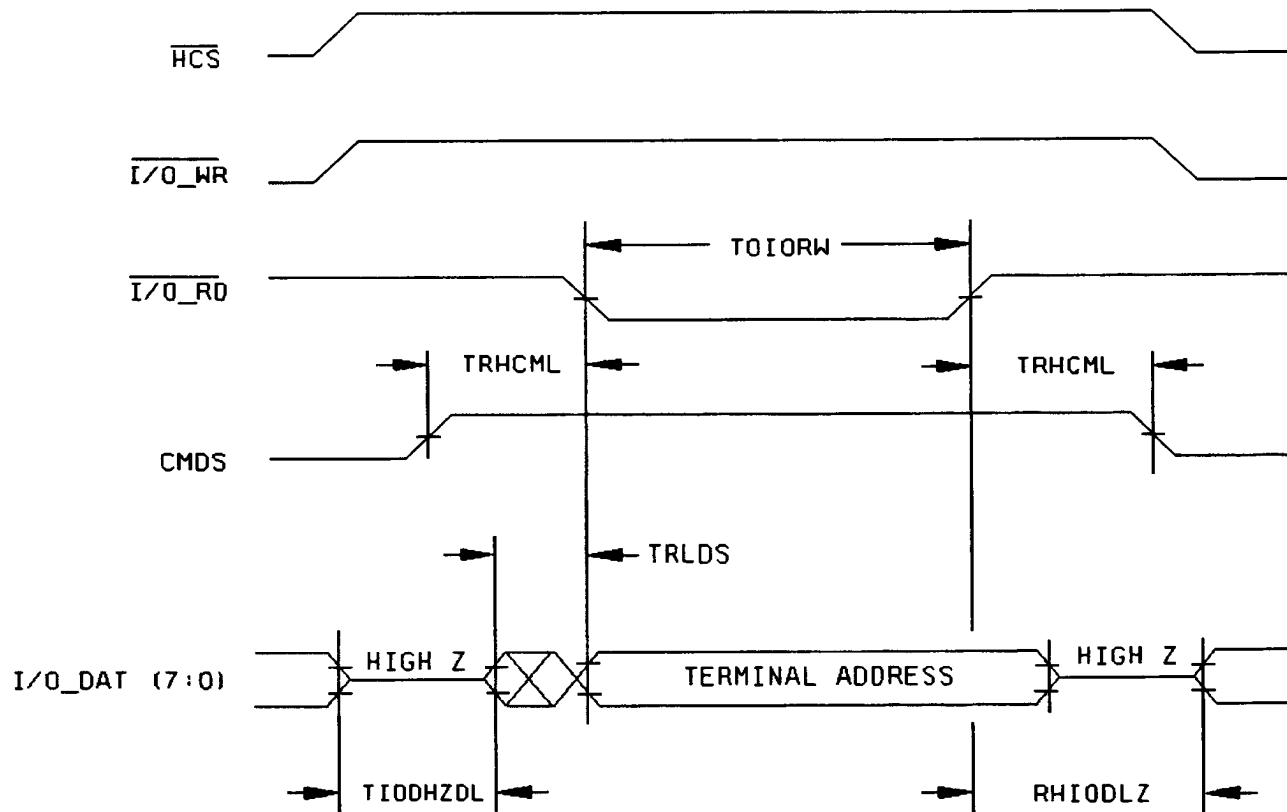 HCS
I/O_WR
TOIORW
I/O_RD
TRHCML TRHCML
CMDS
TRLDS
HIGH Z HIGH Z
I/O_DAT (7:0) TERMINAL ADDRESS
TIODHZDL RHIODLZ